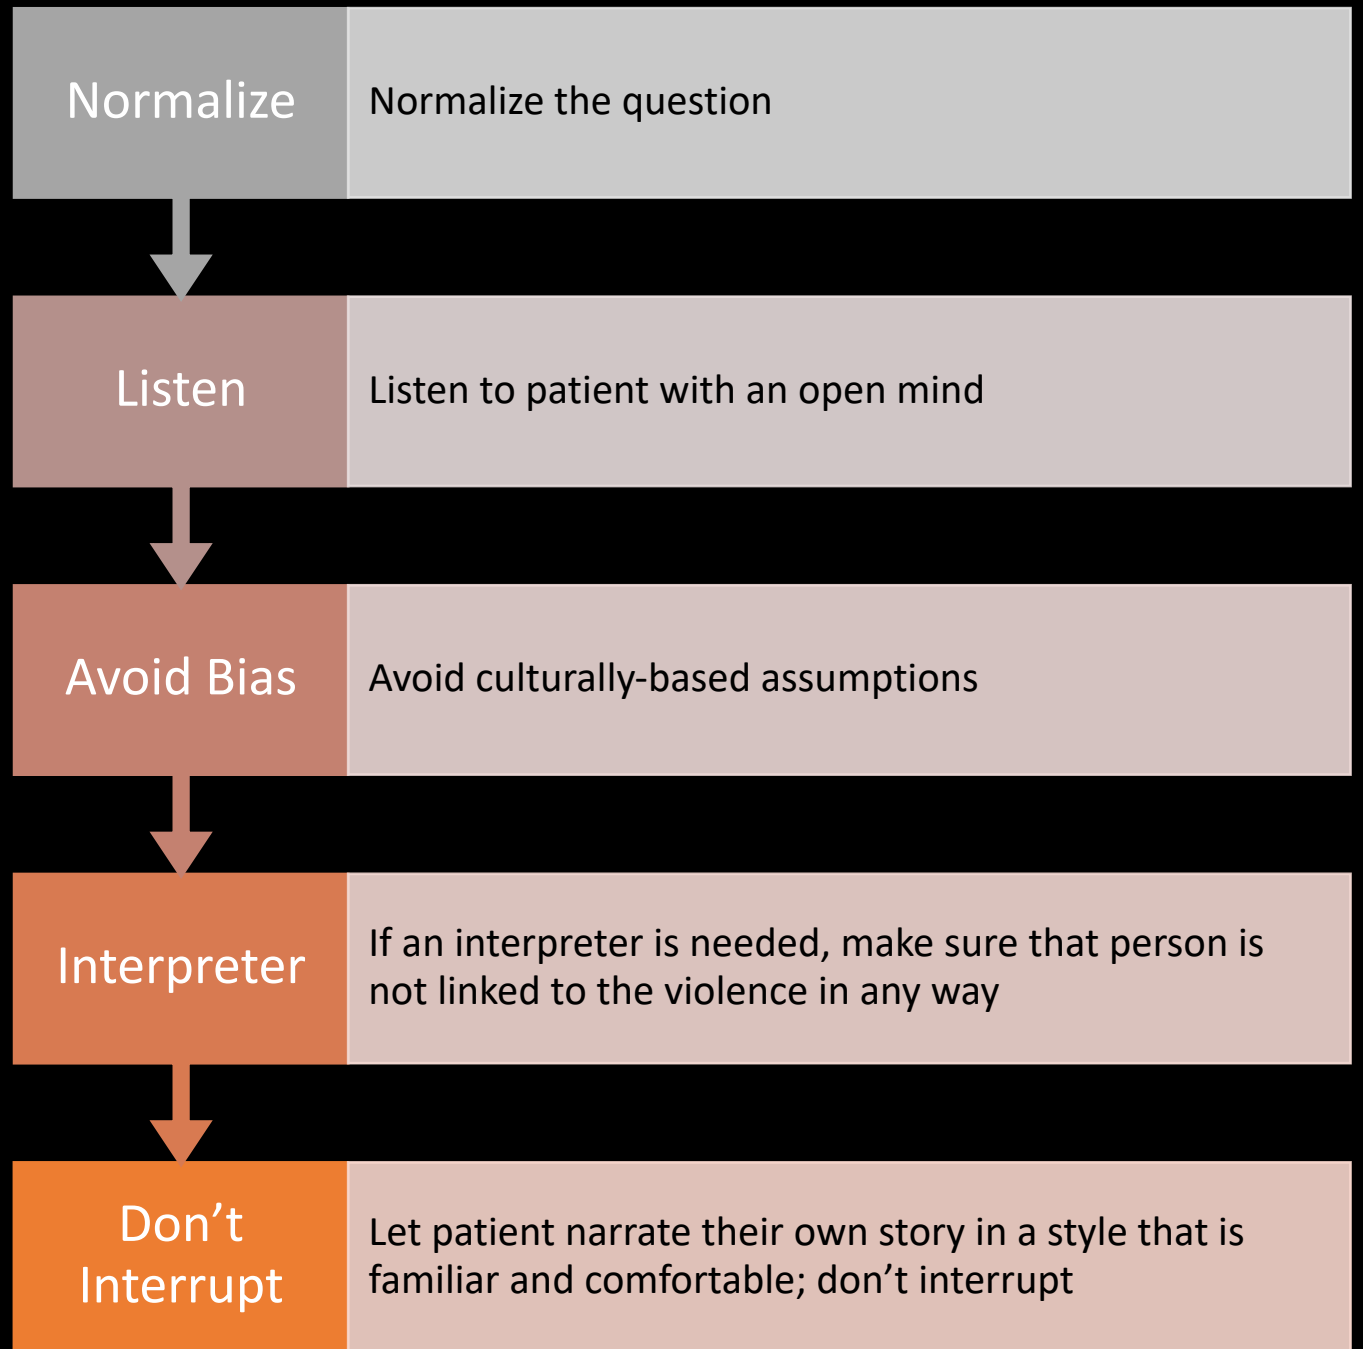 Normalize
Normalize the question
Listen
Listen to patient with an open mind
Avoid Bias
Avoid culturally-based assumptions
Interpreter
If an interpreter is needed, make sure that person is
not linked to the violence in any way
Don’t
Interrupt
Let patient narrate their own story in a style that is
familiar and comfortable; don’t interrupt